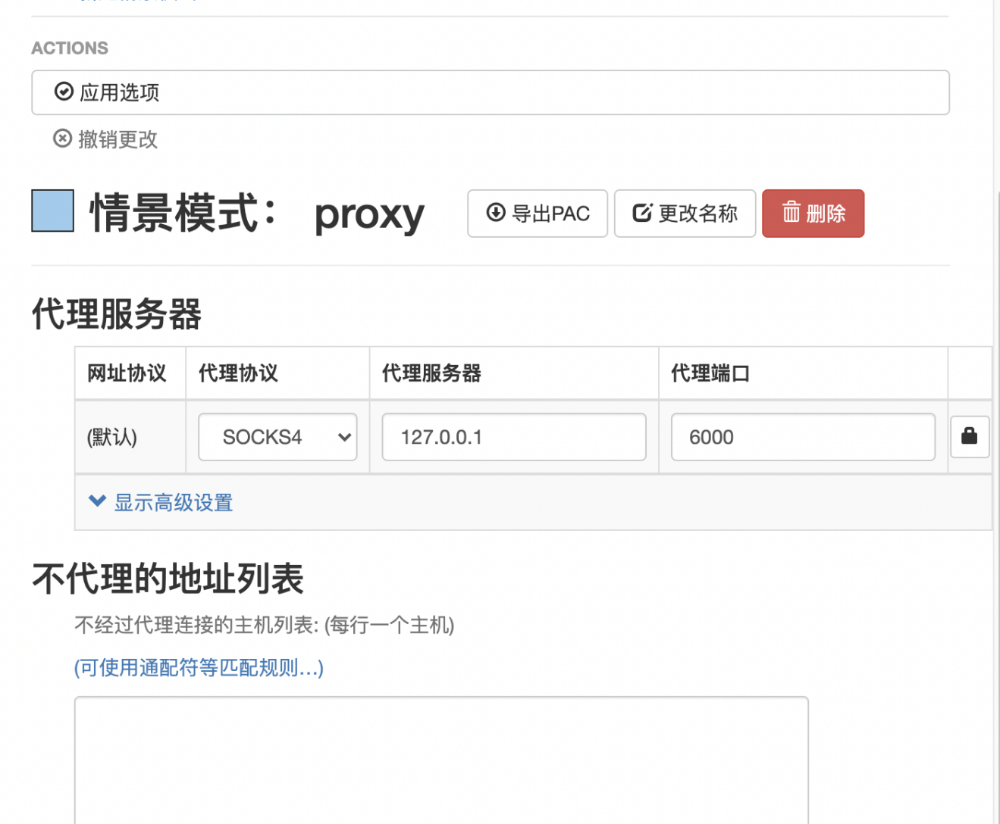 ACTIONS
应用选项
撤销更改
情景模式： proxy
导出PAC
更改名称
删除
代理服务器
网址协议 代理协议 代理服务器 代理端口
(默认) SOCKS4 127.0.0.1 6000
显示高级设置
不代理的地址列表
不经过代理连接的主机列表: (每行一个主机)
(可使用通配符等匹配规则…)